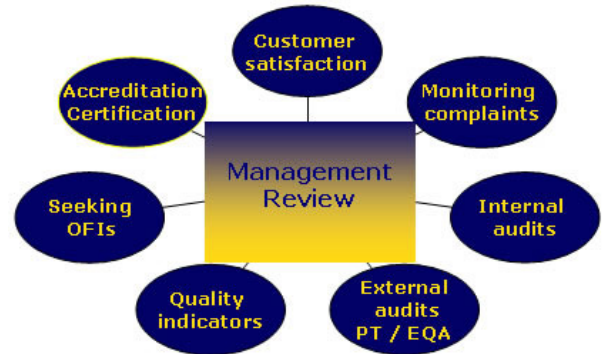 Customer
satisfaction
Accreditation
Certification
Monitoring
complaints
Management
Review
Seeking
OFIs
Internal
audits
Quality
indicators
External
audits
PT / EQA